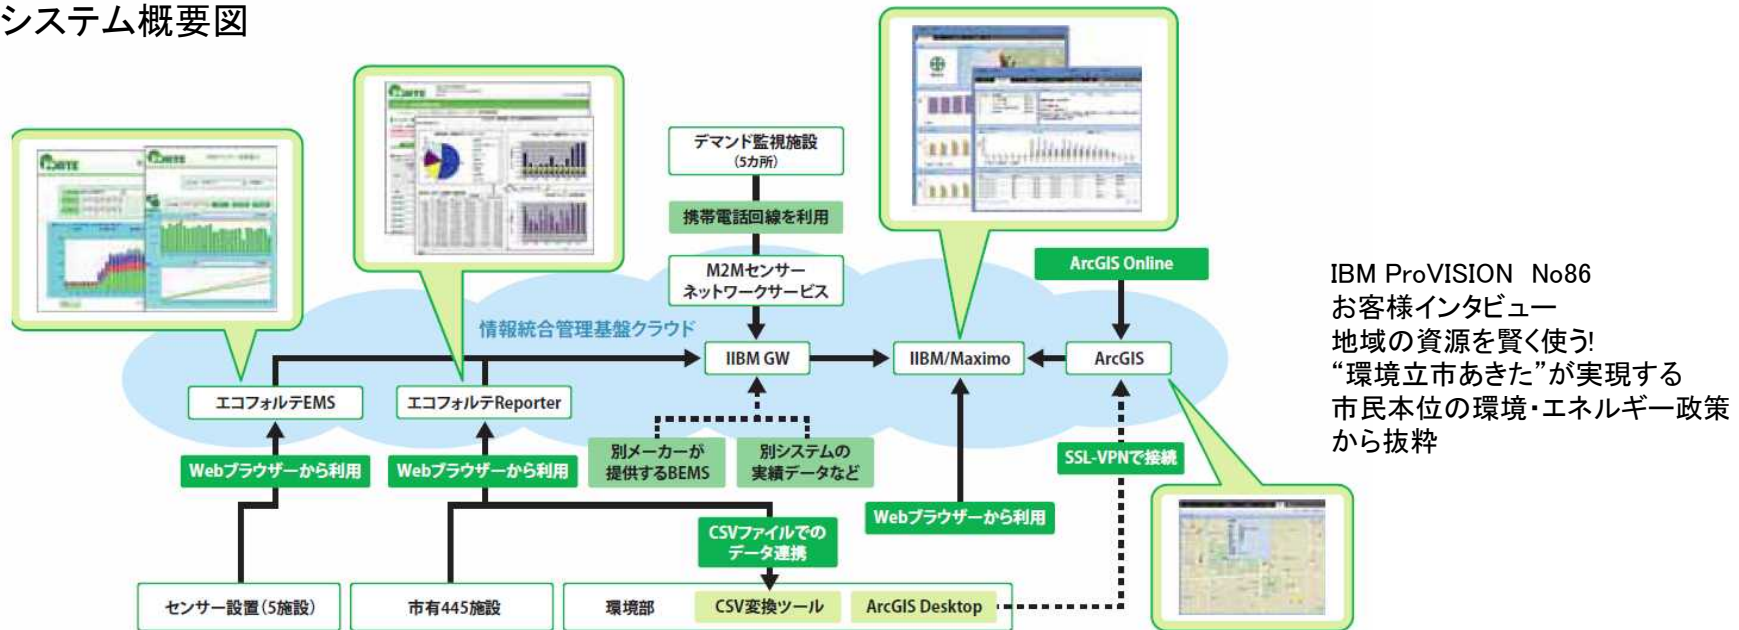 システム概要図
デマンド監視施設
(5カ所)
携帯電話回線を利用
M2Mセンサー
ネットワークサービス
ArcGIS Online
情報統合管理基盤クラウド
IIBM GW
IIBM/Maximo
ArcGIS
エコフォルテEMS
エコフォルテReporter
別メーカーが
提供するBEMS
別システムの
実績データなど
SSL-VPNで接続
Webブラウザーから利用
Webブラウザーから利用
Webブラウザーから利用
CSVファイルでの
データ連携
センサー設置(5施設)
市有445施設
環境部
CSV変換ツール
ArcGIS Desktop
IBM ProVISION No86
お客様インタビュー
地域の資源を賢く使う!
“環境立市あきた”が実現する
市民本位の環境・エネルギー政策
から抜粋